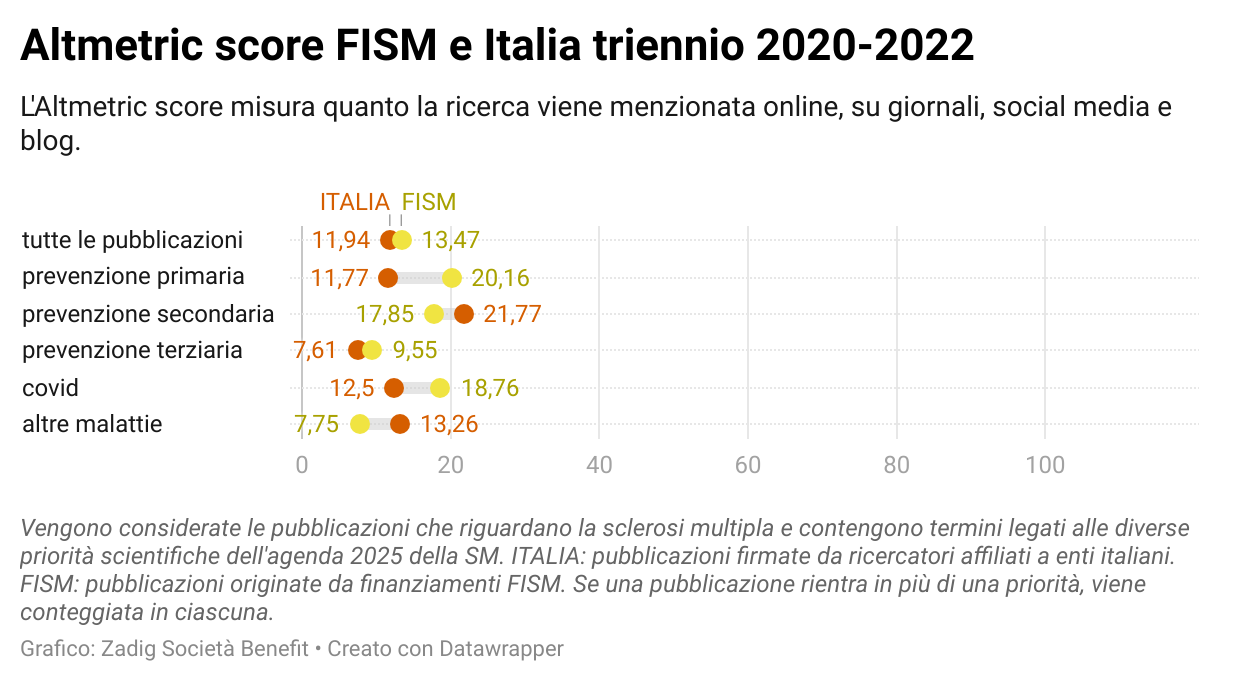 Altmetric score FISM e Italia triennio 2020-2022
L'Altmetric score misura quanto la ricerca viene menzionata online, su giornali, social media e
blog.
ITALIA FISM
tutte le pubblicazioni 11,94 13,47
prevenzione primaria 11,77 20,16
prevenzione secondaria 17,85 21,77
prevenzione terziaria 7,61 9,55
covid 12,5 18,76
altre malattie 7,75 13,26
0 20 40 60 80 100
Vengono considerate le pubblicazioni che riguardano la sclerosi multipla e contengono termini legati alle diverse
priorità scientifiche dell'agenda 2025 della SM. ITALIA: pubblicazioni firmate da ricercatori affiliati a enti italiani.
FISM: pubblicazioni originate da finanziamenti FISM. Se una pubblicazione rientra in più di una priorità, viene
conteggiata in ciascuna.
Grafico: Zadig Società Benefit • Creato con Datawrapper